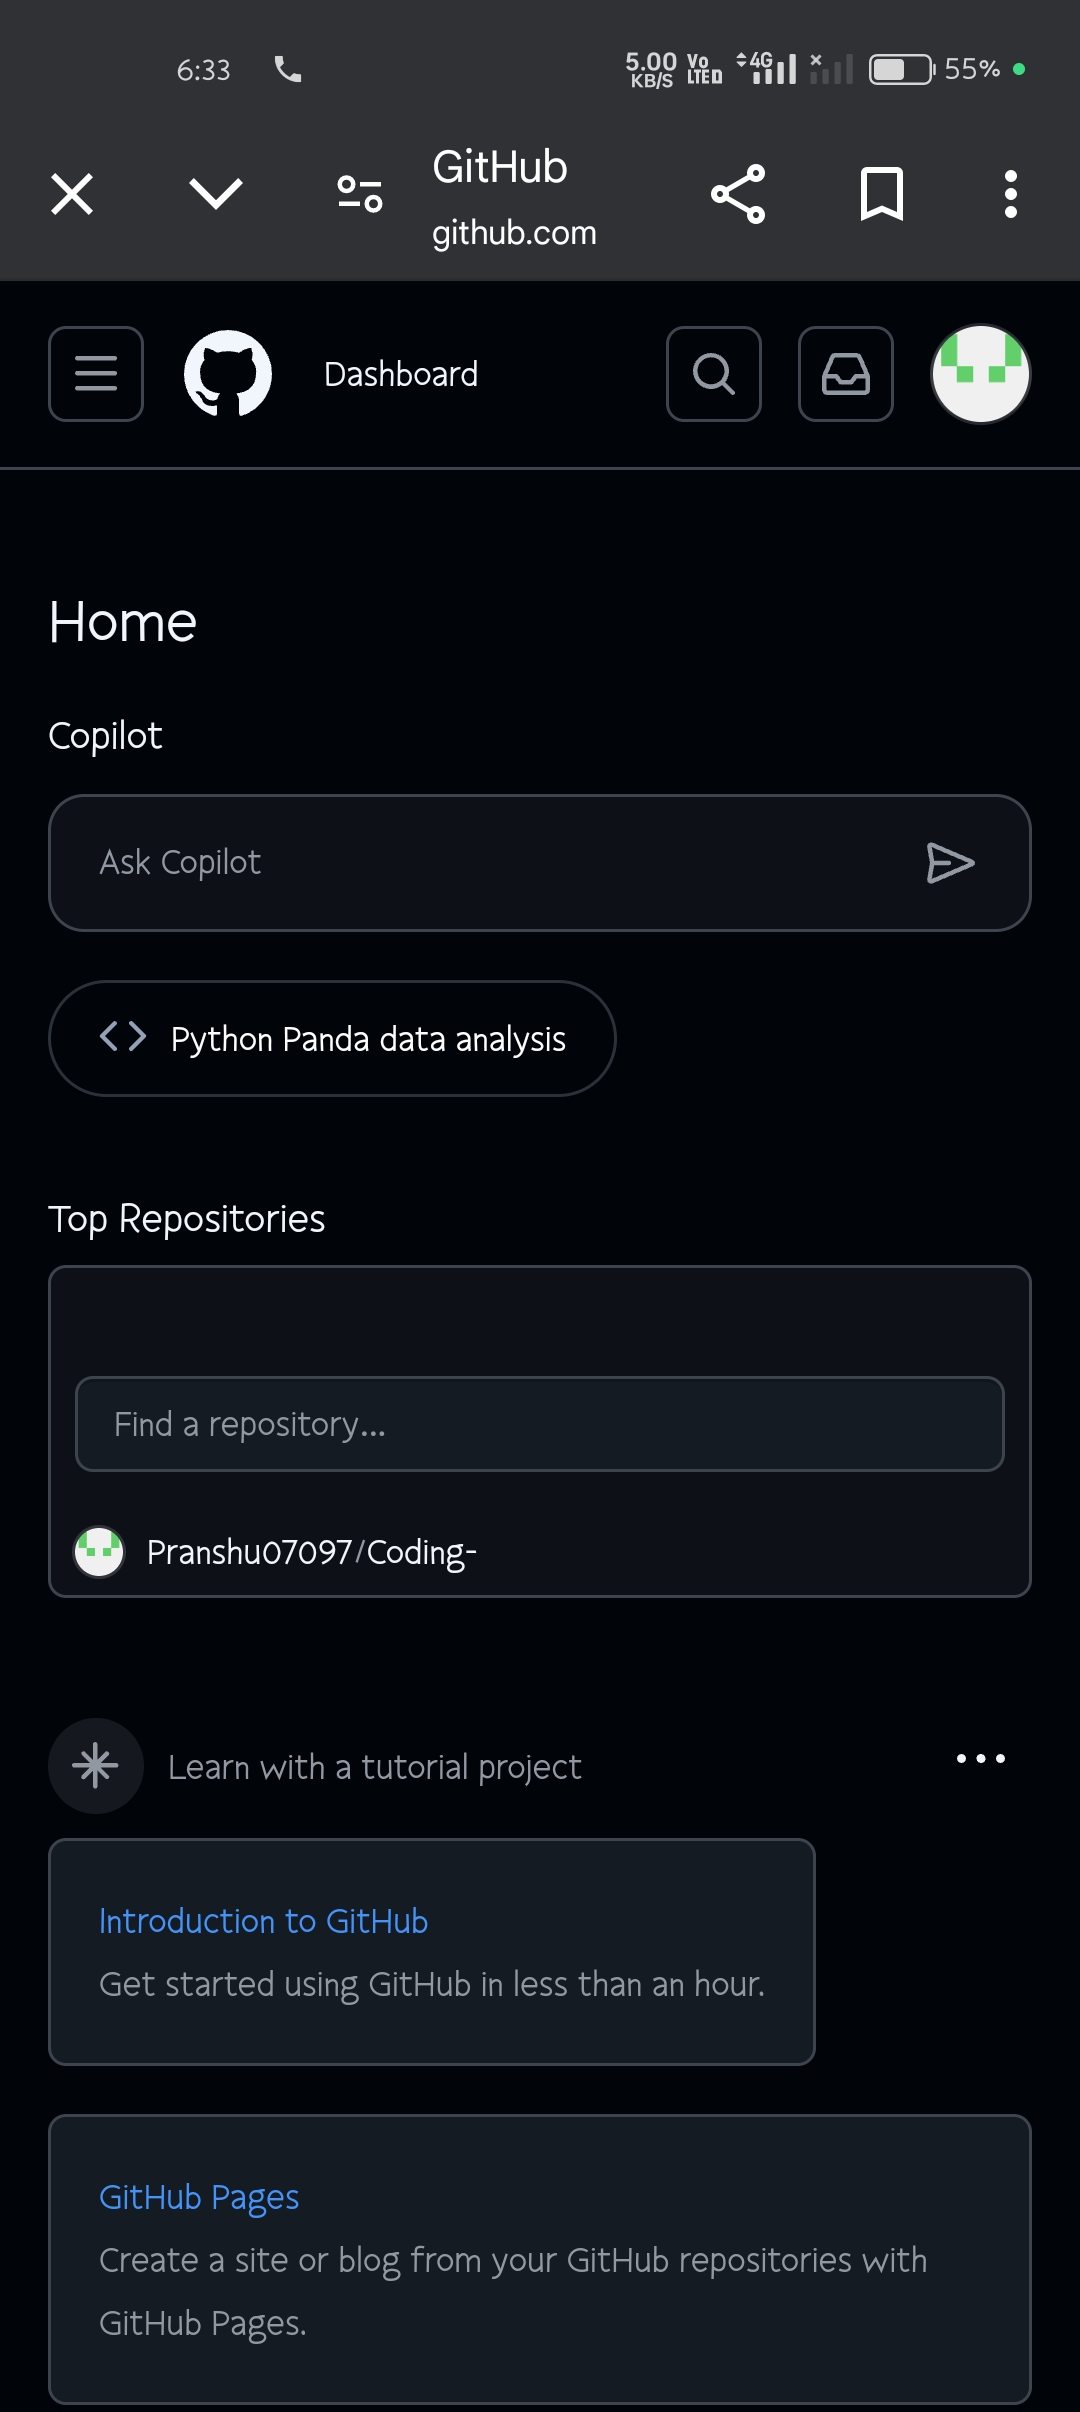 6:33
5.00 KB/S Vo LTE D 4G 55%
GitHub
github.com
Dashboard
Home
Copilot
Ask Copilot
Python Panda data analysis
Top Repositories
Find a repository...
Pranshu07097/Coding-
Learn with a tutorial project
Introduction to GitHub
Get started using GitHub in less than an hour.
GitHub Pages
Create a site or blog from your GitHub repositories with
GitHub Pages.